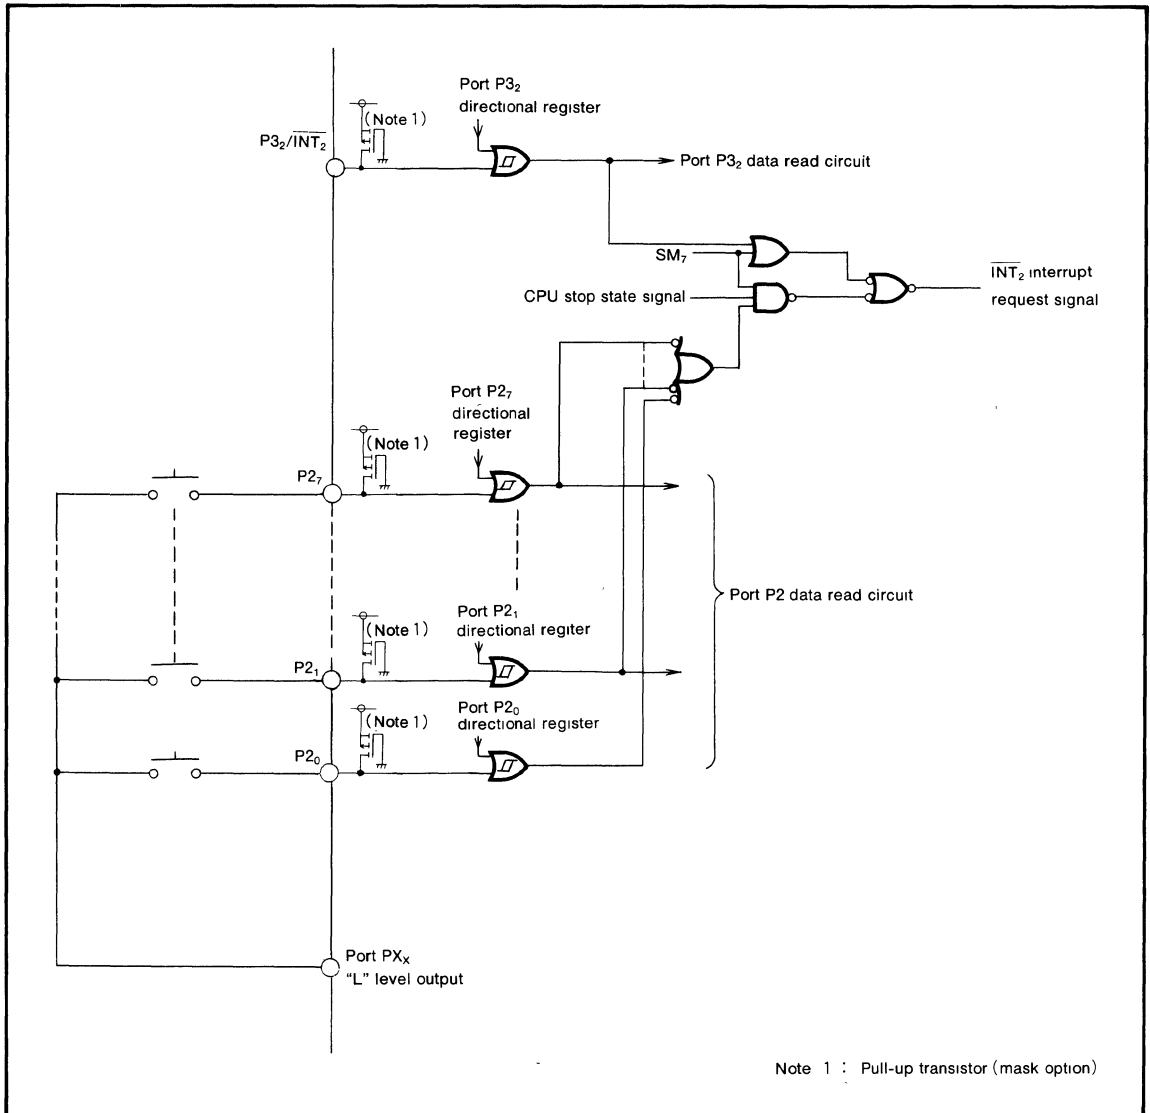 Port P3₂
directional register
(Note 1)
P3₂/I̅N̅T̅₂
Port P3₂ data read circuit
SM₇
CPU stop state signal
I̅N̅T̅₂ interrupt
request signal
Port P2₇
directional
register
(Note 1)
P2₇
Port P2 data read circuit
Port P2₁
directional regiter
(Note 1)
P2₁
Port P2₀
directional register
(Note 1)
P2₀
Port PXₓ
“L” level output
Note 1 : Pull-up transistor (mask option)